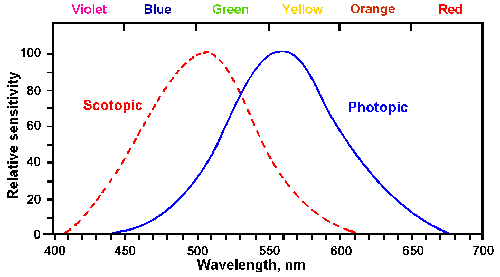 Violet Blue Green Yellow Orange Red
Relative sensitivity
100
80
60
40
20
0
Scotopic
Photopic
400 450 500 550 600 650 700
Wavelength, nm